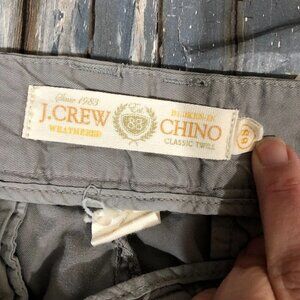 Since 1983
J.CREW
WEATHERED
BROKEN-IN
CHINO
CLASSIC TWILL